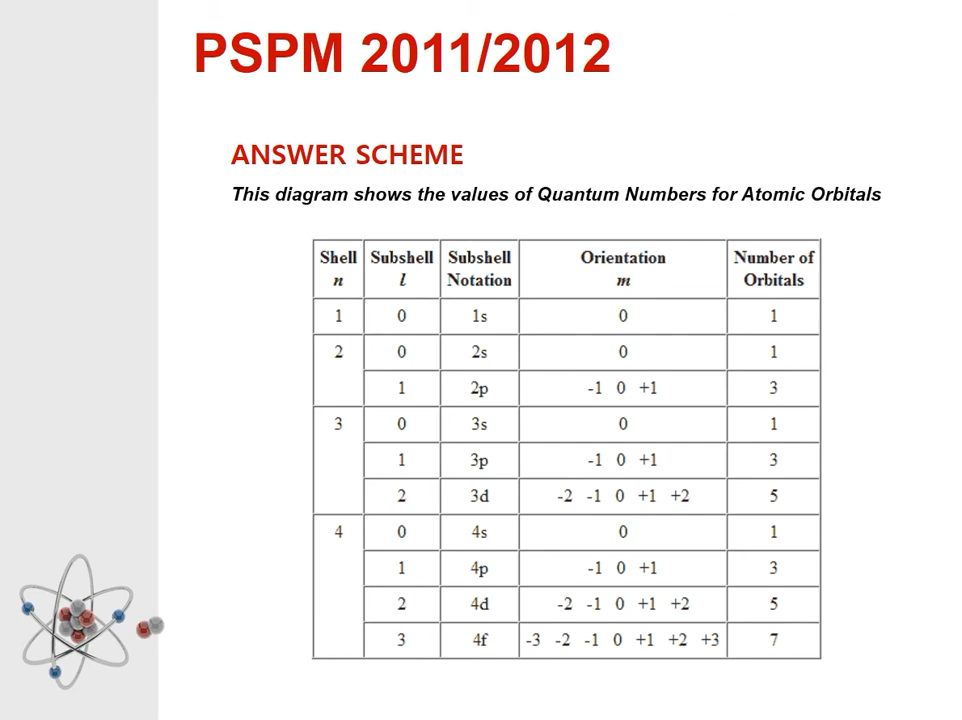 PSPM 2011/2012
ANSWER SCHEME
This diagram shows the values of Quantum Numbers for Atomic Orbitals
Shell n Subshell l Subshell Notation Orientation m Number of Orbitals
1 0 1s 0 1
2 0 2s 0 1
1 2p -1 0 +1 3
3 0 3s 0 1
1 3p -1 0 +1 3
2 3d -2 -1 0 +1 +2 5
4 0 4s 0 1
1 4p -1 0 +1 3
2 4d -2 -1 0 +1 +2 5
3 4f -3 -2 -1 0 +1 +2 +3 7